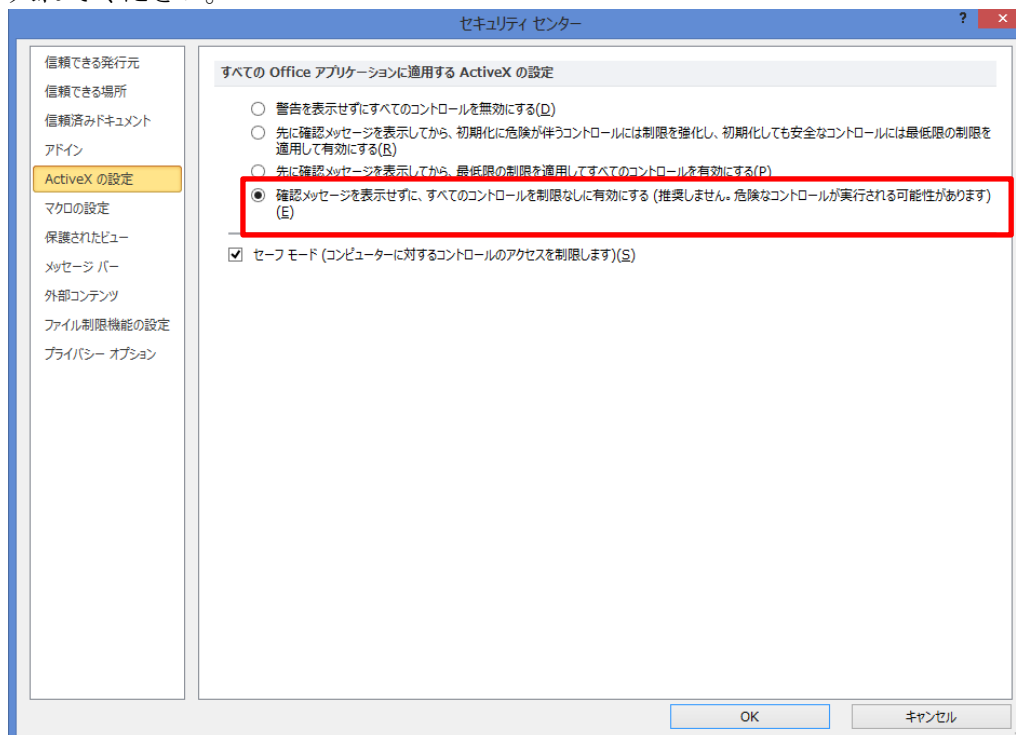 セキュリティ センター
?
×
信頼できる発行元
信頼できる場所
信頼済みドキュメント
アドイン
ActiveX の設定
マクロの設定
保護されたビュー
メッセージ バー
外部コンテンツ
ファイル制限機能の設定
プライバシー オプション
すべての Office アプリケーションに適用する ActiveX の設定
警告を表示せずにすべてのコントロールを無効にする(D)
先に確認メッセージを表示してから、初期化に危険が伴うコントロールには制限を強化し、初期化しても安全なコントロールには最低限の制限を
適用して有効にする(R)
先に確認メッセージを表示してから、最低限の制限を適用してすべてのコントロールを有効にする(P)
確認メッセージを表示せずに、すべてのコントロールを制限なしに有効にする (推奨しません。危険なコントロールが実行される可能性があります)
(E)
セーフ モード (コンピューターに対するコントロールのアクセスを制限します)(S)
OK
キャンセル